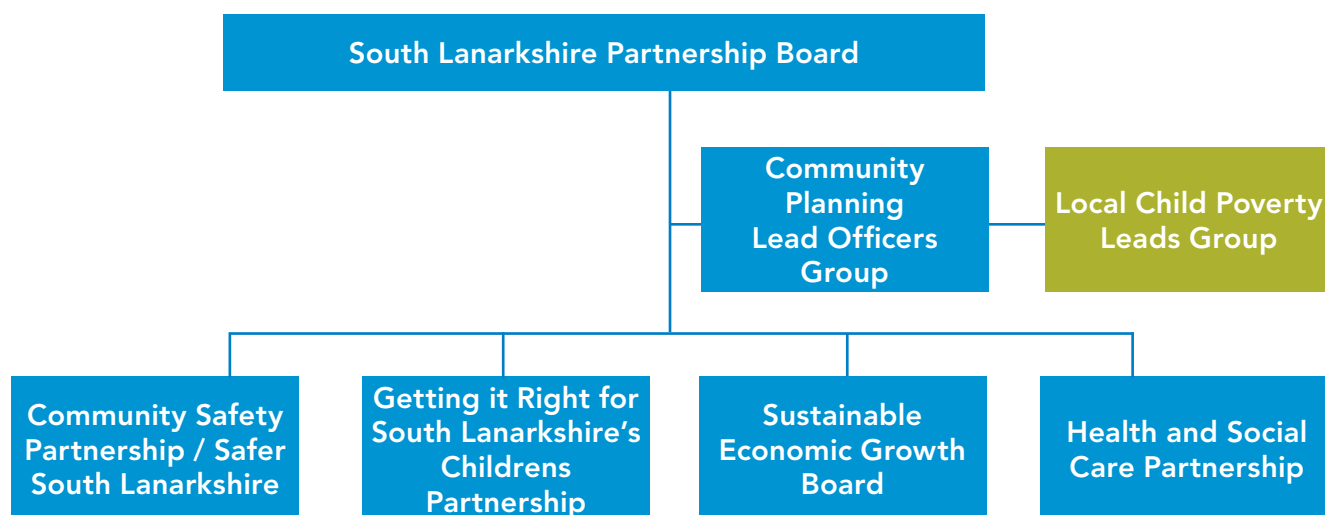 South Lanarkshire Partnership Board
Community
Planning
Lead Officers
Group
Local Child Poverty
Leads Group
Community Safety
Partnership / Safer
South Lanarkshire
Getting it Right for
South Lanarkshire's
Childrens
Partnership
Sustainable
Economic Growth
Board
Health and Social
Care Partnership